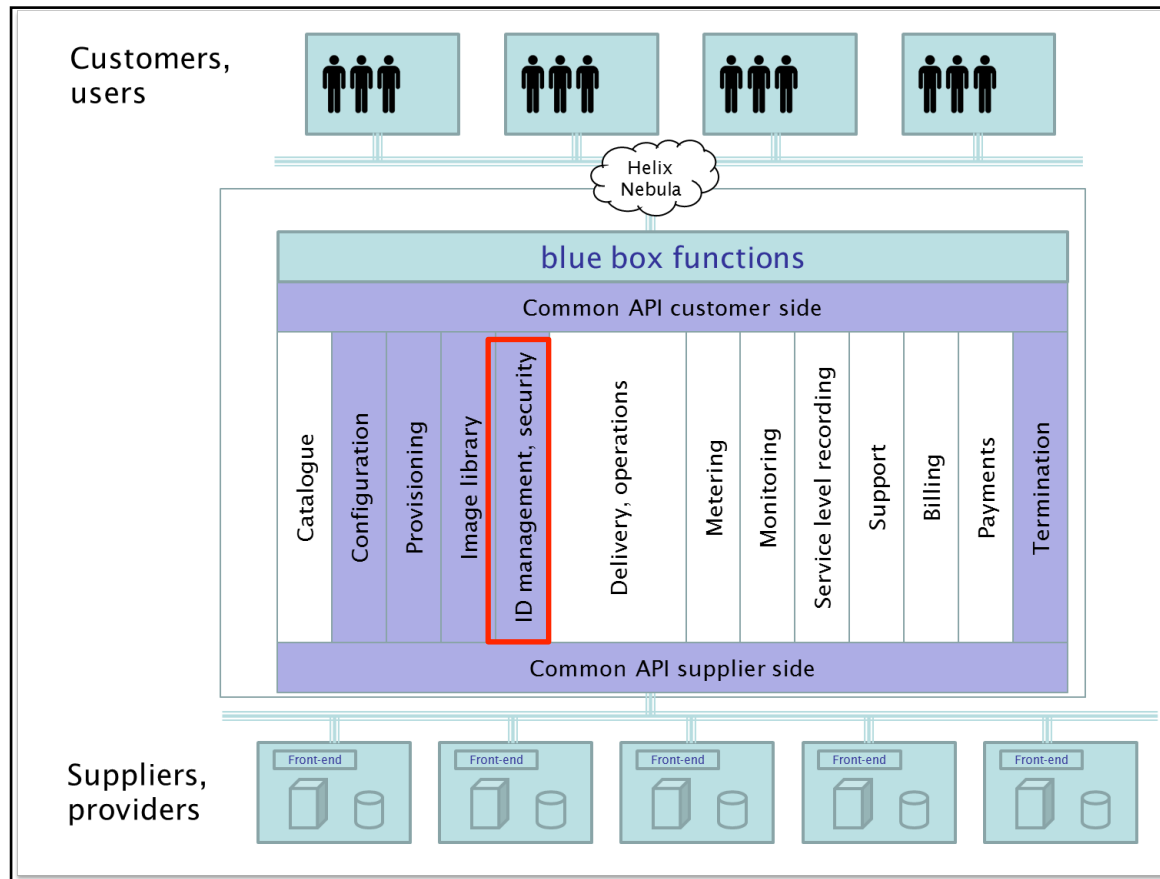 Customers,
users
Helix
Nebula
blue box functions
Common API customer side
Catalogue
Configuration
Provisioning
Image library
ID management, security
Delivery, operations
Metering
Monitoring
Service level recording
Support
Billing
Payments
Termination
Common API supplier side
Suppliers,
providers
Front-end
Front-end
Front-end
Front-end
Front-end